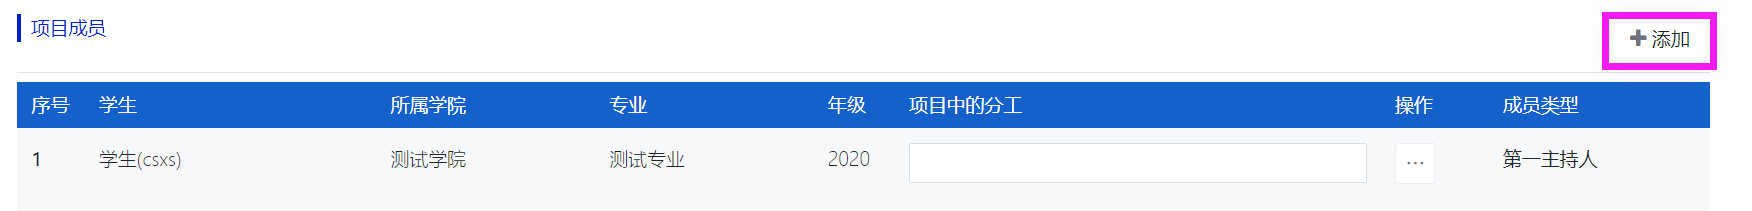 项目成员
添加
序号 学生 所属学院 专业 年级 项目中的分工 操作 成员类型
1 学生(csxs) 测试学院 测试专业 2020 ... 第一主持人